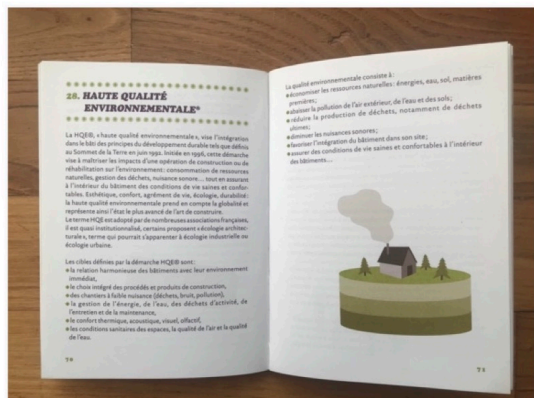 26. HAUTE QUALITÉ
ENVIRONNEMENTALE*
La HQE®, « haute qualité environnementale », vise l'intégration
dans le bâti des principes du développement durable tels que définis
au Sommet de la Terre en juin 1992. Initiée en 1996, cette démarche
vise à maîtriser les impacts d'une opération de construction ou de
réhabilitation sur l'environnement : consommation de ressources
naturelles, gestion des déchets, nuisance sonore… tout en assurant
à l'intérieur du bâtiment des conditions de vie saines et confor-
tables. Esthétique, confort, agrément de vie, écologie, durabilité :
la haute qualité environnementale prend en compte la globalité et
représente ainsi l'état le plus avancé de l'art de construire.
Le terme HQE est adopté par de nombreuses associations françaises,
il est quasi institutionnalisé, certains proposent « écologie architec-
turale », terme qui pourrait s'apparenter à écologie industrielle ou
écologie urbaine.
Les cibles définies par la démarche HQE® sont :
la relation harmonieuse des bâtiments avec leur environnement
immédiat,
le choix intégré des procédés et produits de construction,
des chantiers à faible nuisance (déchets, bruit, pollution),
la gestion de l'énergie, de l'eau, des déchets d'activité, de
l'entretien et de la maintenance,
le confort thermique, acoustique, visuel, olfactif,
les conditions sanitaires des espaces, la qualité de l'air et la qualité
de l'eau.
70
La qualité environnementale consiste à :
économiser les ressources naturelles : énergies, eau, sol, matières
premières ;
abaisser la pollution de l'air extérieur, de l'eau et des sols ;
réduire la production de déchets, notamment de déchets
ultimes ;
diminuer les nuisances sonores ;
favoriser l'intégration du bâtiment dans son site ;
assurer des conditions de vie saines et confortables à l'intérieur
des bâtiments…
71